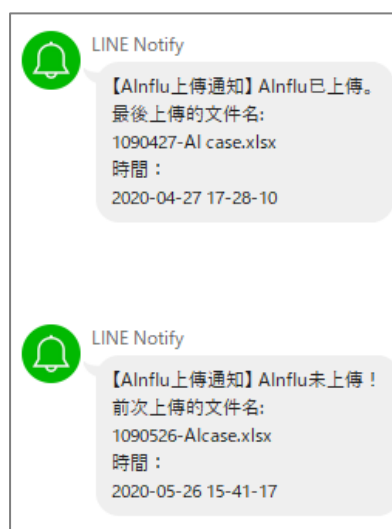 LINE Notify
【AInflu上傳通知】AInflu已上傳。
最後上傳的文件名:
1090427-AI case.xlsx
時間：
2020-04-27 17-28-10
LINE Notify
【AInflu上傳通知】AInflu未上傳！
前次上傳的文件名:
1090526-AIcase.xlsx
時間：
2020-05-26 15-41-17